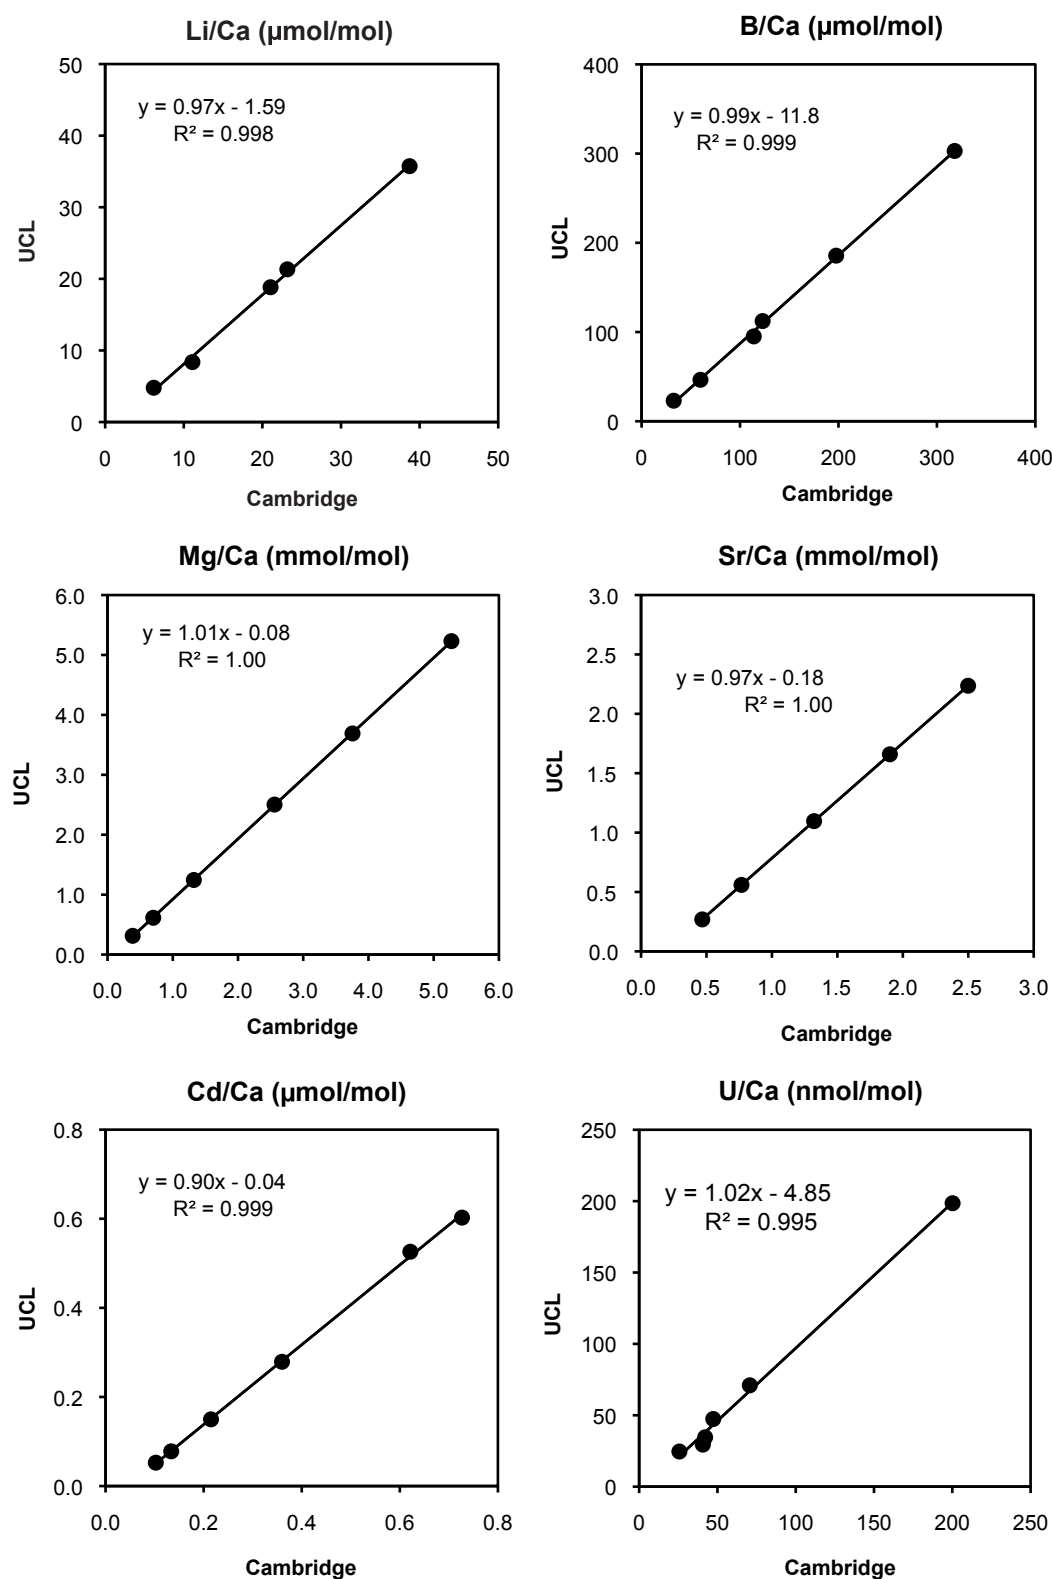 Li/Ca (µmol/mol)
y = 0.97x - 1.59
R² = 0.998
50
40
30
20
10
0
UCL
0.0
10
20
30
40
50
Cambridge
B/Ca (µmol/mol)
y = 0.99x - 11.8
R² = 0.999
400
300
200
100
0
UCL
0
100
200
300
400
Cambridge
Mg/Ca (mmol/mol)
y = 1.01x - 0.08
R² = 1.00
6.0
5.0
4.0
3.0
2.0
1.0
0.0
UCL
0.0
1.0
2.0
3.0
4.0
5.0
6.0
Cambridge
Sr/Ca (mmol/mol)
y = 0.97x - 0.18
R² = 1.00
3.0
2.5
2.0
1.5
1.0
0.5
0.0
UCL
0.0
0.5
1.0
1.5
2.0
2.5
3.0
Cambridge
Cd/Ca (µmol/mol)
y = 0.90x - 0.04
R² = 0.999
0.8
0.6
0.4
0.2
0.0
UCL
0.0
0.2
0.4
0.6
0.8
Cambridge
U/Ca (nmol/mol)
y = 1.02x - 4.85
R² = 0.995
250
200
150
100
50
0
UCL
0
50
100
150
200
250
Cambridge